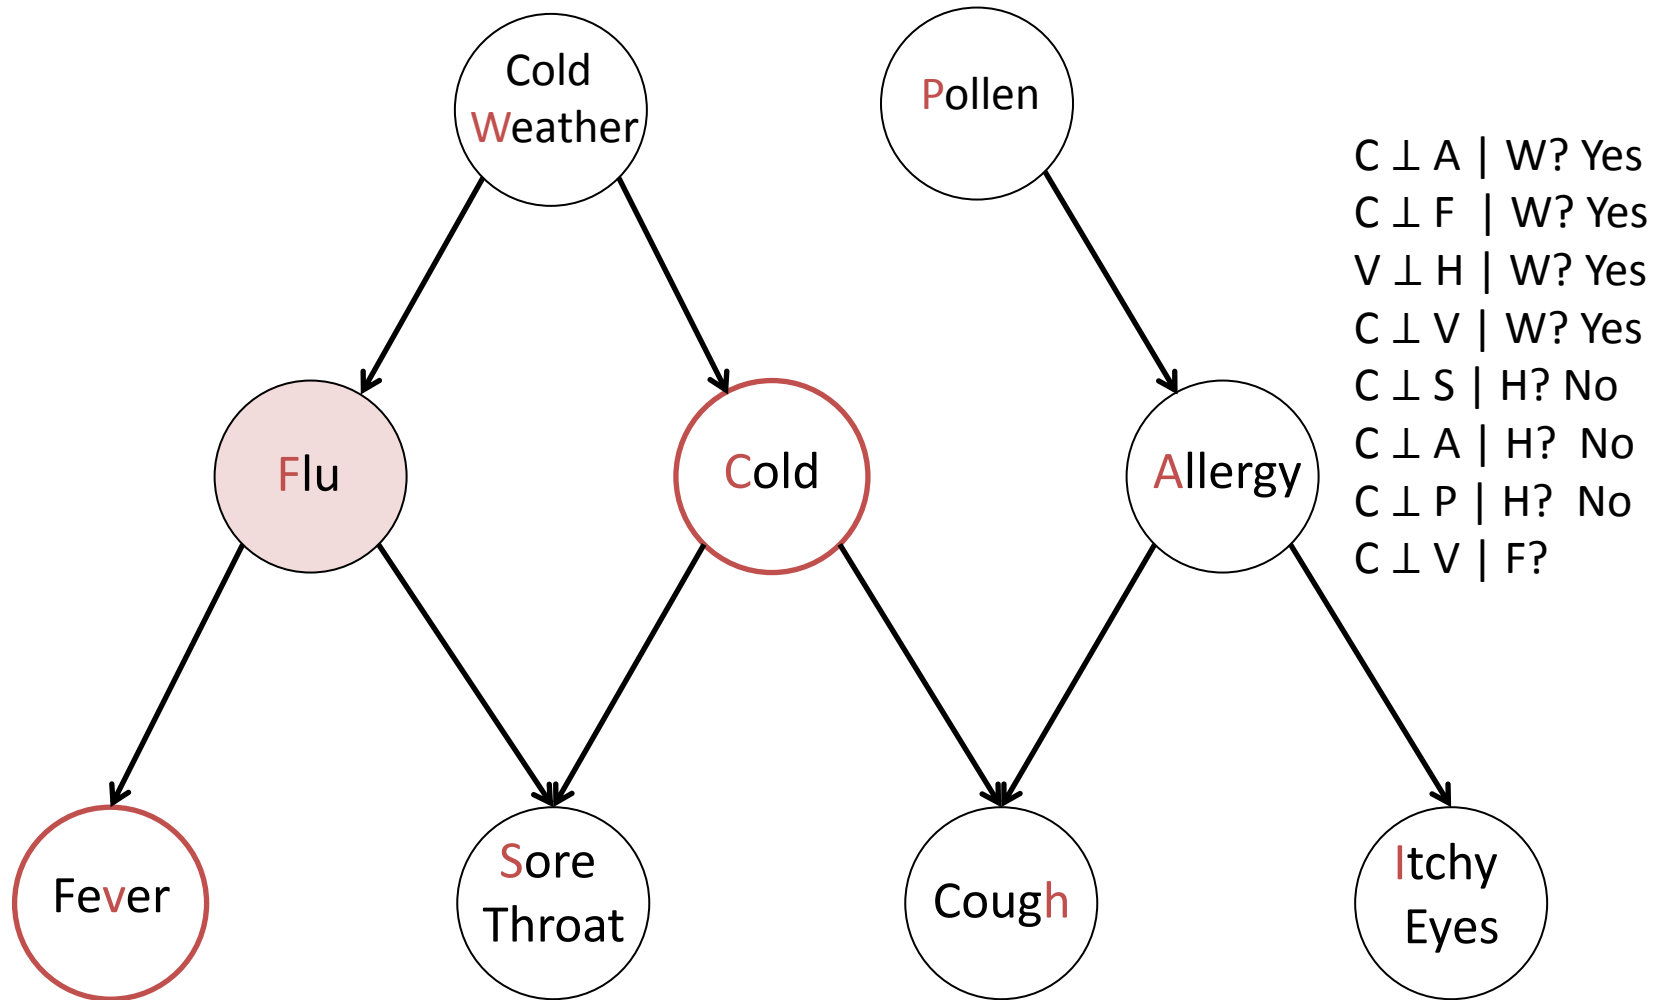 Cold
Weather
Pollen
C ⊥ A | W? Yes
C ⊥ F | W? Yes
V ⊥ H | W? Yes
C ⊥ V | W? Yes
C ⊥ S | H? No
C ⊥ A | H? No
C ⊥ P | H? No
C ⊥ V | F?
Flu
Cold
Allergy
Fever
Sore
Throat
Cough
Itchy
Eyes